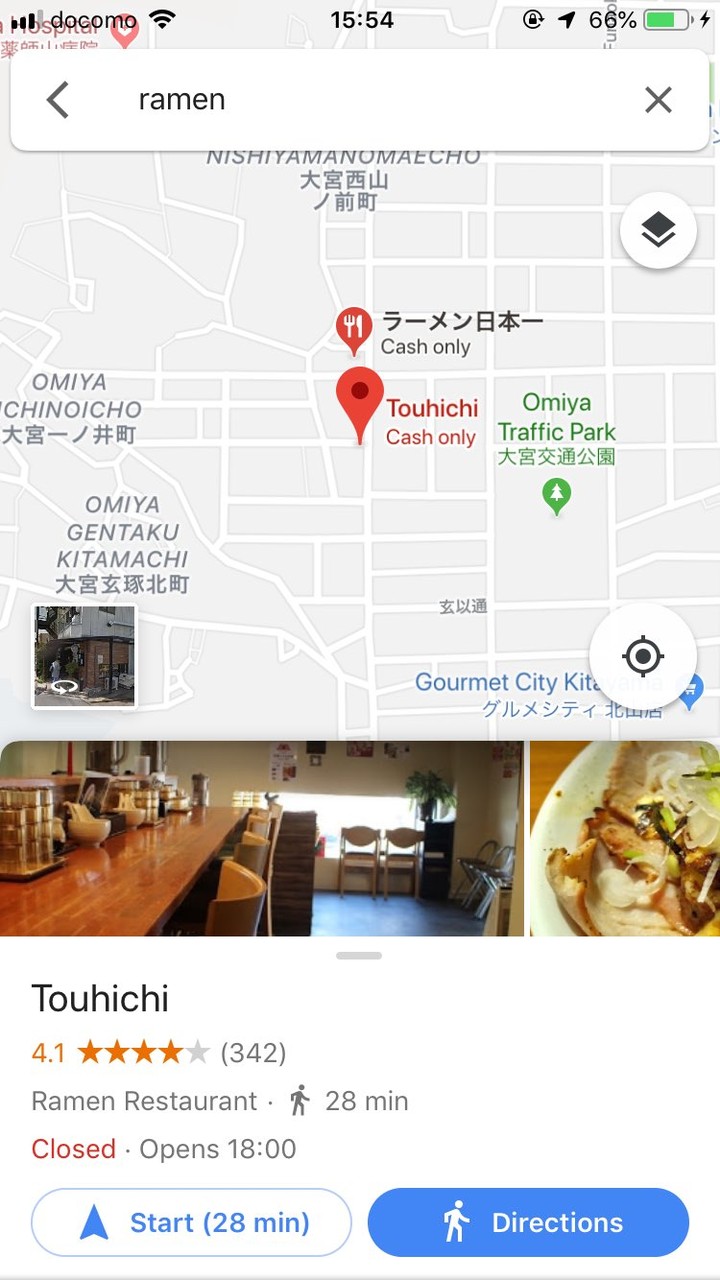 docomo
15:54
66%
Hospital
薬師山病院
ramen
NISHIYAMANOMAECHO
大宮西山
ノ前町
ラーメン日本一
Cash only
Touhichi
Cash only
Omiya
Traffic Park
大宮交通公園
OMIYA
ICHINOICHO
大宮一ノ井町
OMIYA
GENTAKU
KITAMACHI
大宮玄琢北町
玄以通
Gourmet City Kitayama
グルメシティ 北山店
Touhichi
4.1 ★★★★★ (342)
Ramen Restaurant · 28 min
Closed · Opens 18:00
Start (28 min)
Directions